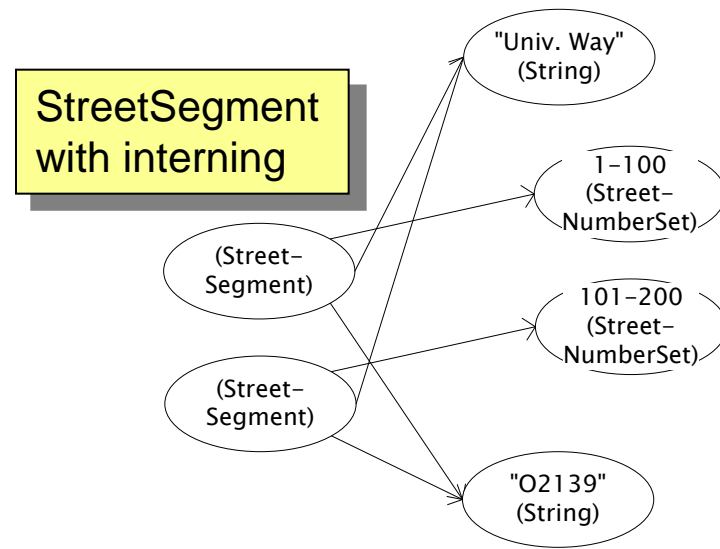 StreetSegment
with interning
"Univ. Way"
(String)
1-100
(Street-
NumberSet)
(Street-
Segment)
101-200
(Street-
NumberSet)
(Street-
Segment)
"O2139"
(String)